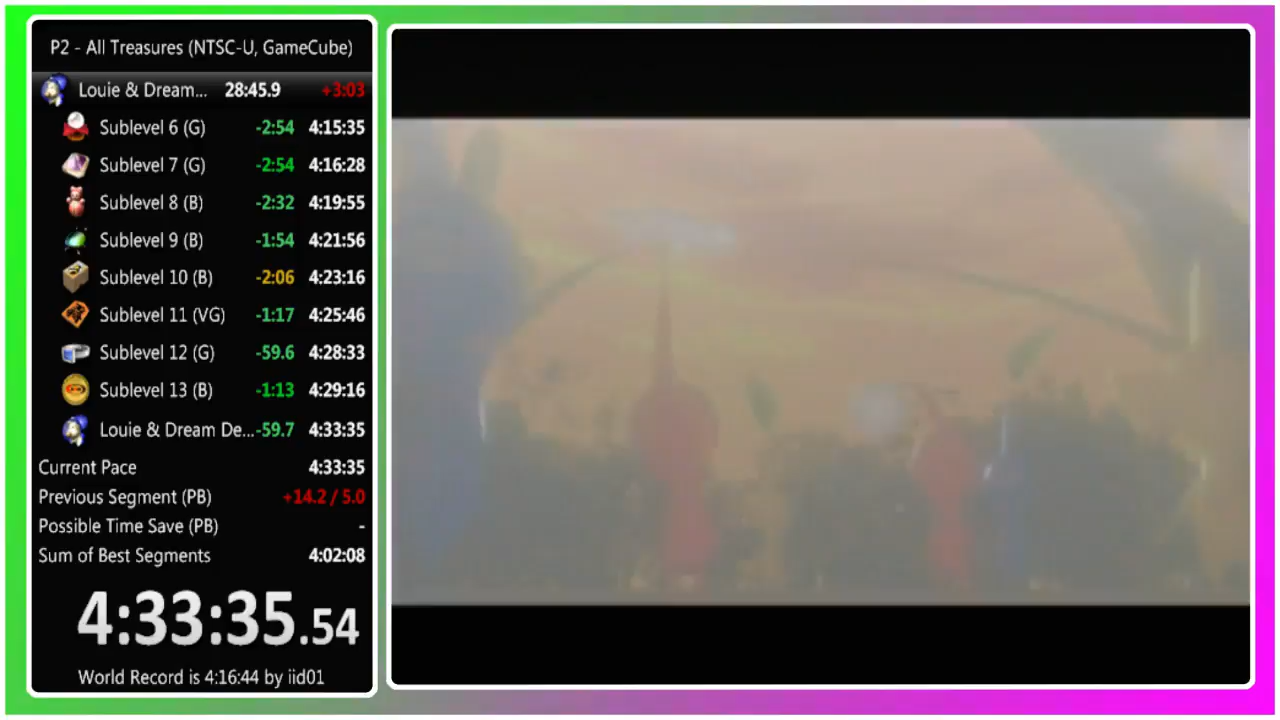 P2 - All Treasures (NTSC-U, GameCube)
Louie & Dream... 28:45.9 +3:03
Sublevel 6 (G) -2:54 4:15:35
Sublevel 7 (G) -2:54 4:16:28
Sublevel 8 (B) -2:32 4:19:55
Sublevel 9 (B) -1:54 4:21:56
Sublevel 10 (B) -2:06 4:23:16
Sublevel 11 (VG) -1:17 4:25:46
Sublevel 12 (G) -59.6 4:28:33
Sublevel 13 (B) -1:13 4:29:16
Louie & Dream De...-59.7 4:33:35
Current Pace 4:33:35
Previous Segment (PB) +14.2 / 5.0
Possible Time Save (PB) -
Sum of Best Segments 4:02:08
4:33:35.54
World Record is 4:16:44 by iid01